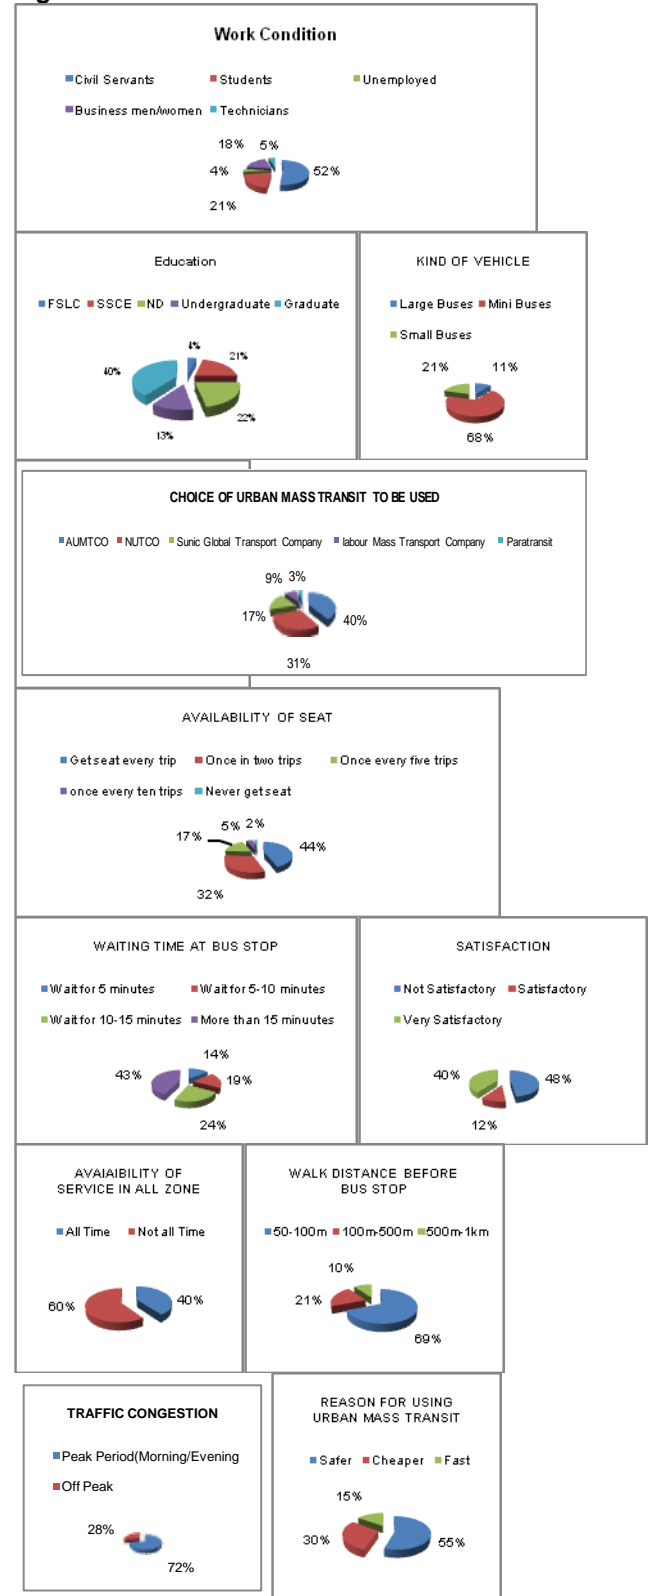 Work Condition
Civil Servants Students Unemployed
Business men/women Technicians
18% 5%
4% 52%
21%
Education
FSLC SSCE ND Undergraduate Graduate
4%
21%
40%
22%
13%
KIND OF VEHICLE
Large Buses Mini Buses
Small Buses
21% 11%
68%
CHOICE OF URBAN MASS TRANSIT TO BE USED
AUMTCO NUTCO Sunic Global Transport Company labour Mass Transport Company Paratransit
9% 3%
17% 40%
31%
AVAILABILITY OF SEAT
Get seat every trip Once in two trips Once every five trips
once every ten trips Never get seat
5% 2%
17% 44%
32%
WAITING TIME AT BUS STOP
Wait for 5 minutes Wait for 5-10 minutes
Wait for 10-15 minutes More than 15 minuutes
14%
43% 19%
24%
SATISFACTION
Not Satisfactory Satisfactory
Very Satisfactory
40% 48%
12%
AVAIAIBILITY OF
SERVICE IN ALL ZONE
All Time Not all Time
60% 40%
WALK DISTANCE BEFORE
BUS STOP
50-100m 100m-500m 500m-1km
10%
21%
69%
TRAFFIC CONGESTION
Peak Period(Morning/Evening
Off Peak
28%
72%
REASON FOR USING
URBAN MASS TRANSIT
Safer Cheaper Fast
15%
30% 55%